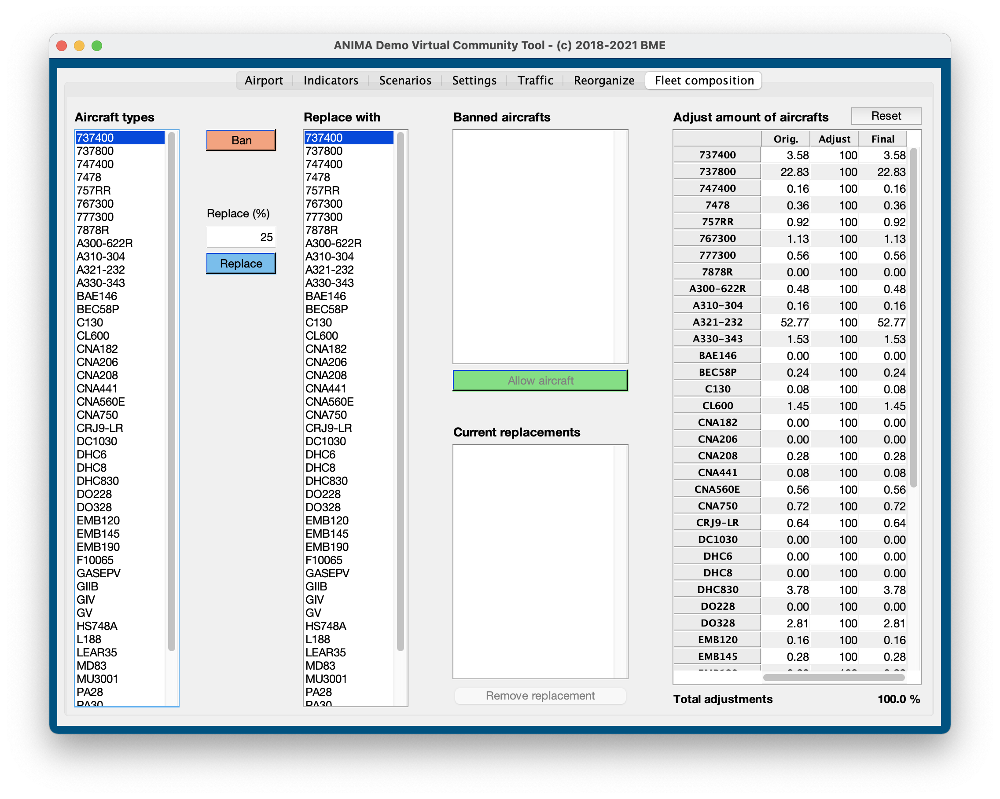 ANIMA Demo Virtual Community Tool - (c) 2018-2021 BME
Airport Indicators Scenarios Settings Traffic Reorganize Fleet composition
Aircraft types
737400
737800
747400
7478
757RR
767300
777300
7878R
A300-622R
A310-304
A321-232
A330-343
BAE146
BEC58P
C130
CL600
CNA182
CNA206
CNA208
CNA441
CNA560E
CNA750
CRJ9-LR
DC1030
DHC6
DHC8
DHC830
DO228
DO328
EMB120
EMB145
EMB190
F10065
GASEPV
GIIB
GIV
GV
HS748A
L188
LEAR35
MD83
MU3001
PA28
PA30
Ban
Replace (%)
25
Replace
Replace with
737400
737800
747400
7478
757RR
767300
777300
7878R
A300-622R
A310-304
A321-232
A330-343
BAE146
BEC58P
C130
CL600
CNA182
CNA206
CNA208
CNA441
CNA560E
CNA750
CRJ9-LR
DC1030
DHC6
DHC8
DHC830
DO228
DO328
EMB120
EMB145
EMB190
F10065
GASEPV
GIIB
GIV
GV
HS748A
L188
LEAR35
MD83
MU3001
PA28
PA30
Banned aircrafts
Allow aircraft
Current replacements
Remove replacement
Adjust amount of aircrafts
Reset
Orig. Adjust Final
737400 3.58 100 3.58
737800 22.83 100 22.83
747400 0.16 100 0.16
7478 0.36 100 0.36
757RR 0.92 100 0.92
767300 1.13 100 1.13
777300 0.56 100 0.56
7878R 0.00 100 0.00
A300-622R 0.48 100 0.48
A310-304 0.16 100 0.16
A321-232 52.77 100 52.77
A330-343 1.53 100 1.53
BAE146 0.00 100 0.00
BEC58P 0.24 100 0.24
C130 0.08 100 0.08
CL600 1.45 100 1.45
CNA182 0.00 100 0.00
CNA206 0.00 100 0.00
CNA208 0.28 100 0.28
CNA441 0.08 100 0.08
CNA560E 0.56 100 0.56
CNA750 0.72 100 0.72
CRJ9-LR 0.64 100 0.64
DC1030 0.00 100 0.00
DHC6 0.00 100 0.00
DHC8 0.00 100 0.00
DHC830 3.78 100 3.78
DO228 0.00 100 0.00
DO328 2.81 100 2.81
EMB120 0.16 100 0.16
EMB145 0.28 100 0.28
Total adjustments 100.0 %